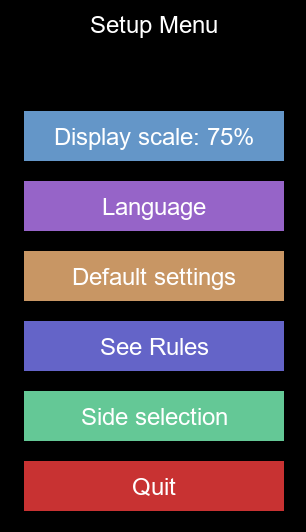 Setup Menu
Display scale: 75%
Language
Default settings
See Rules
Side selection
Quit